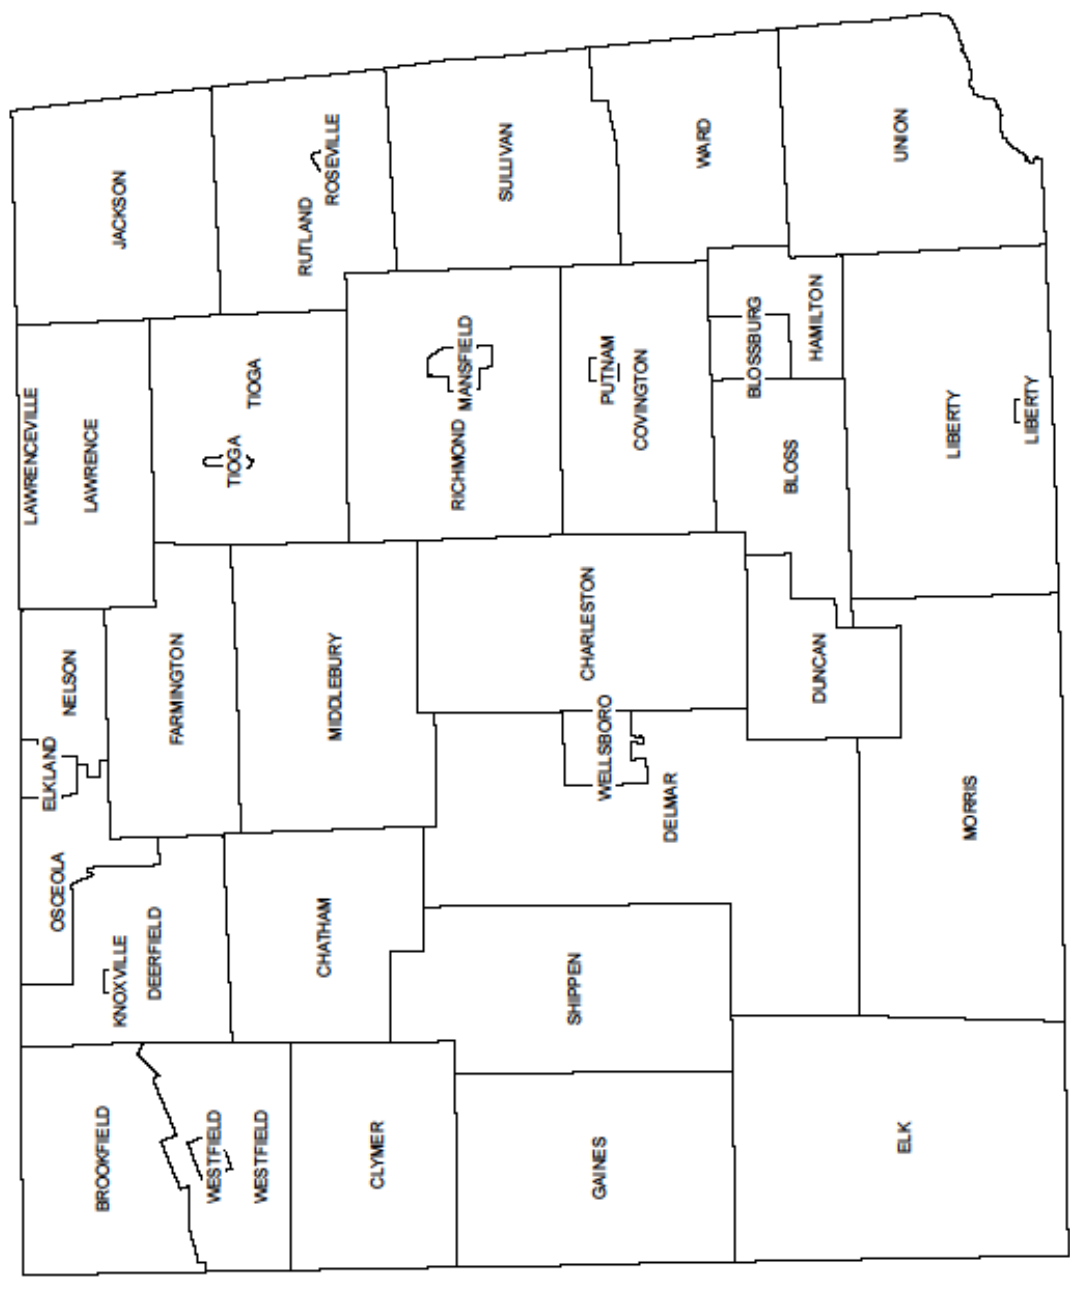 LAWRENCEVILLE
ELKLAND
OSCEOLA
NELSON
LAWRENCE
BROOKFIELD
KNOXVILLE
JACKSON
DEERFIELD
FARMINGTON
WESTFIELD
TIOGA
TIOGA
WESTFIELD
RUTLAND
CHATHAM
ROSEVILLE
MIDDLEBURY
CLYMER
RICHMOND
MANSFIELD
SULLIVAN
SHIPPEN
CHARLESTON
GAINES
WELLSBORO
PUTNAM
COVINGTON
DELMAR
WARD
BLOSSBURG
BLOSS
HAMILTON
DUNCAN
UNION
ELK
LIBERTY
MORRIS
LIBERTY